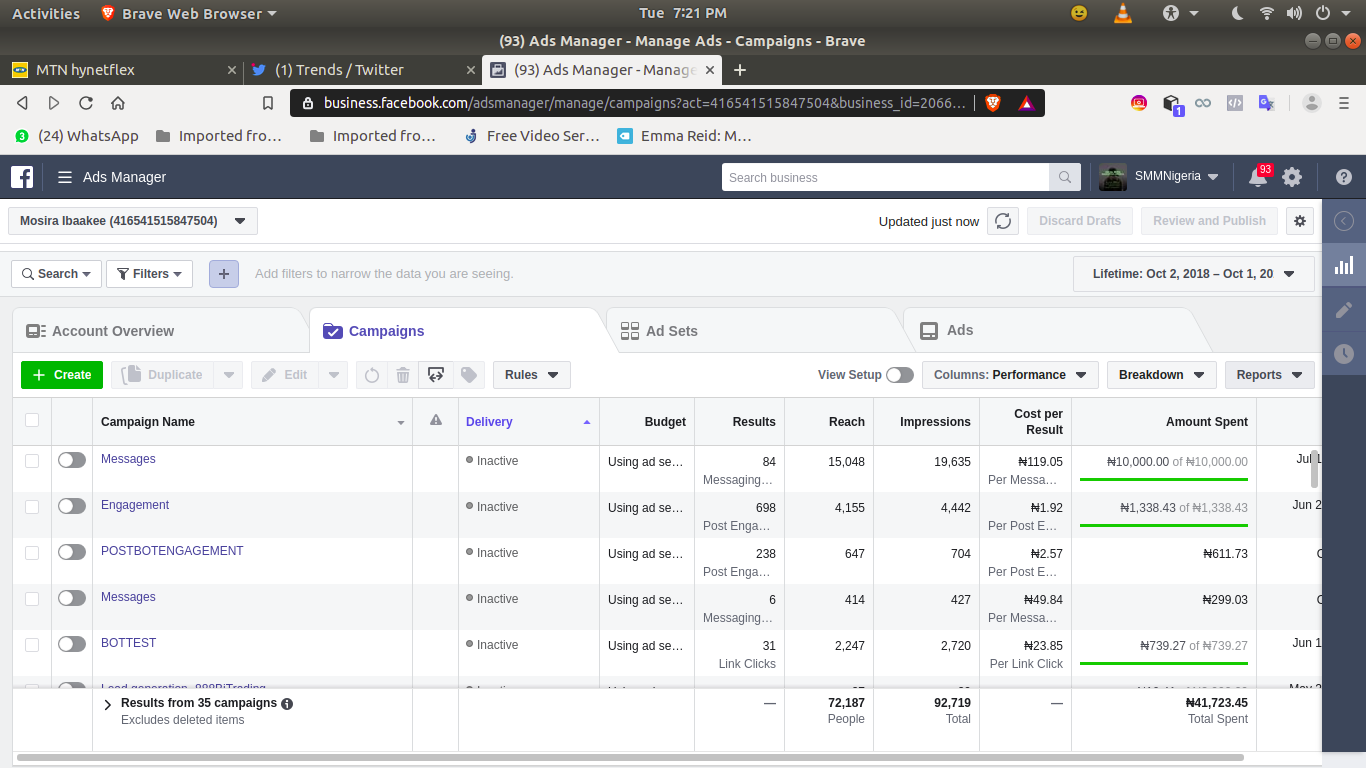 Activities Brave Web Browser Tue 7:21 PM
(93) Ads Manager - Manage Ads - Campaigns - Brave
MTN hynetflex (1) Trends / Twitter (93) Ads Manager - Manage
business.facebook.com/adsmanager/manage/campaigns?act=416541515847504&business_id=2066… 1
3 (24) WhatsApp Imported fro… Imported fro… Free Video Ser… Emma Reid: M…
Ads Manager Search business SMMNigeria 93
Mosira Ibaakee (416541515847504) Updated just now Discard Drafts Review and Publish
Search Filters + Add filters to narrow the data you are seeing. Lifetime: Oct 2, 2018 – Oct 1, 20
Account Overview Campaigns Ad Sets Ads
+ Create Duplicate Edit Rules View Setup Columns: Performance Breakdown Reports
Campaign Name Delivery Budget Results Reach Impressions Cost per Result Amount Spent
Messages Inactive Using ad se… 84 15,048 19,635 ₦119.05 ₦10,000.00 of ₦10,000.00 Jul 1
Messaging… Per Messa…
Engagement Inactive Using ad se… 698 4,155 4,442 ₦1.92 ₦1,338.43 of ₦1,338.43 Jun 2
Post Enga… Per Post E…
POSTBOTENGAGEMENT Inactive Using ad se… 238 647 704 ₦2.57 ₦611.73
Post Enga… Per Post E…
Messages Inactive Using ad se… 6 414 427 ₦49.84 ₦299.03
Messaging… Per Messa…
BOTTEST Inactive Using ad se… 31 2,247 2,720 ₦23.85 ₦739.27 of ₦739.27 Jun 1
Link Clicks Per Link Click
Results from 35 campaigns — 72,187 92,719 — ₦41,723.45
Excludes deleted items People Total Total Spent